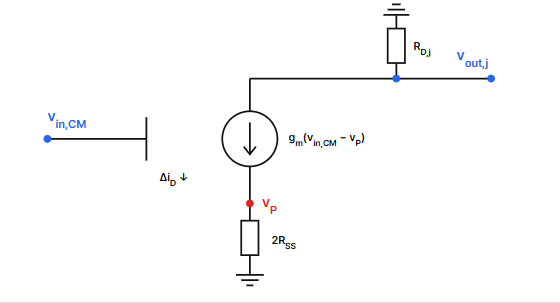 R_D,j
v_out,j
v_in,CM
g_m(v_in,CM − v_P)
Δi_D ↓
v_P
2R_SS